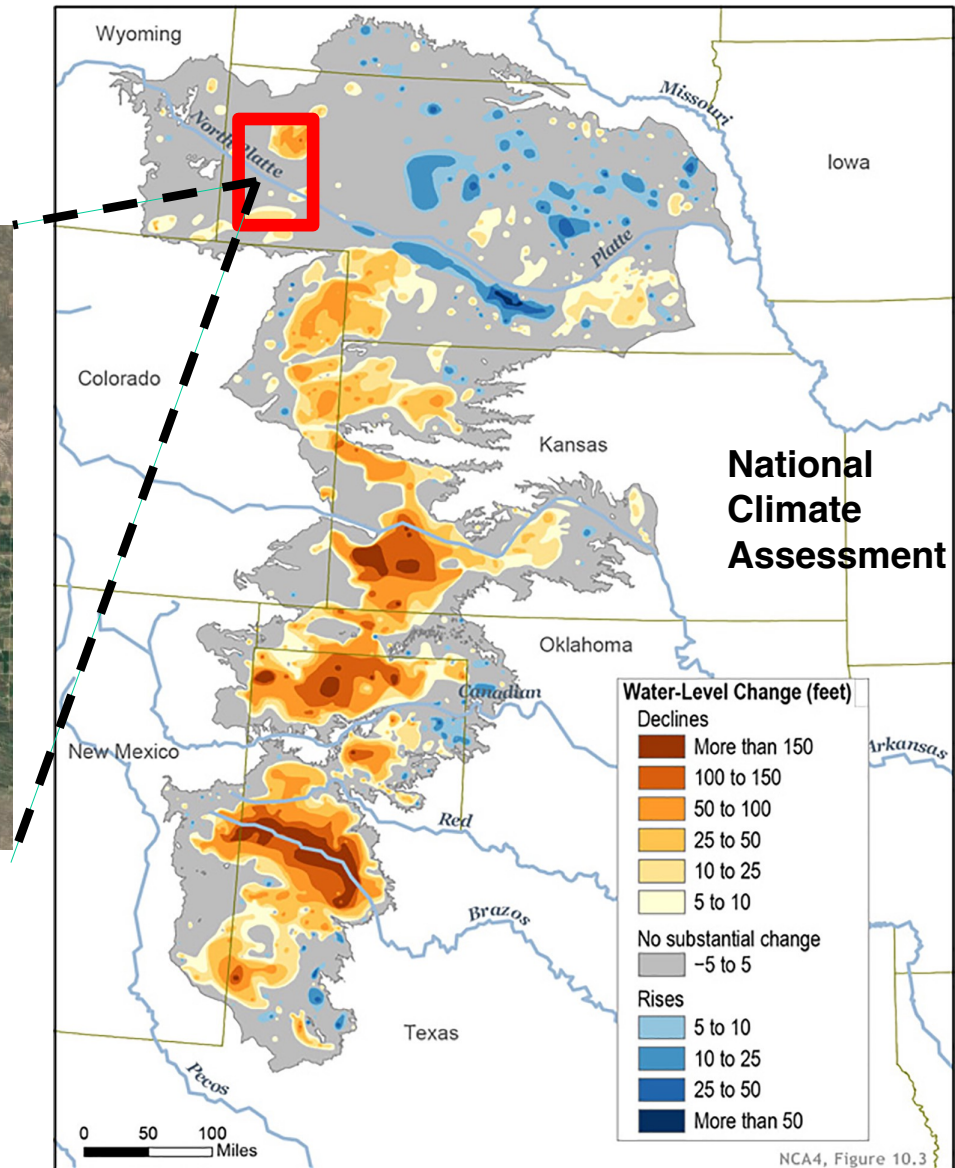 Wyoming
Missouri
Iowa
North Platte
Platte
Colorado
Kansas
National
Climate
Assessment
Oklahoma
Canadian
New Mexico
Arkansas
Red
Brazos
Texas
Pecos
Water-Level Change (feet)
Declines
More than 150
100 to 150
50 to 100
25 to 50
10 to 25
5 to 10
No substantial change
−5 to 5
Rises
5 to 10
10 to 25
25 to 50
More than 50
0 50 100
Miles
NCA4, Figure 10.3